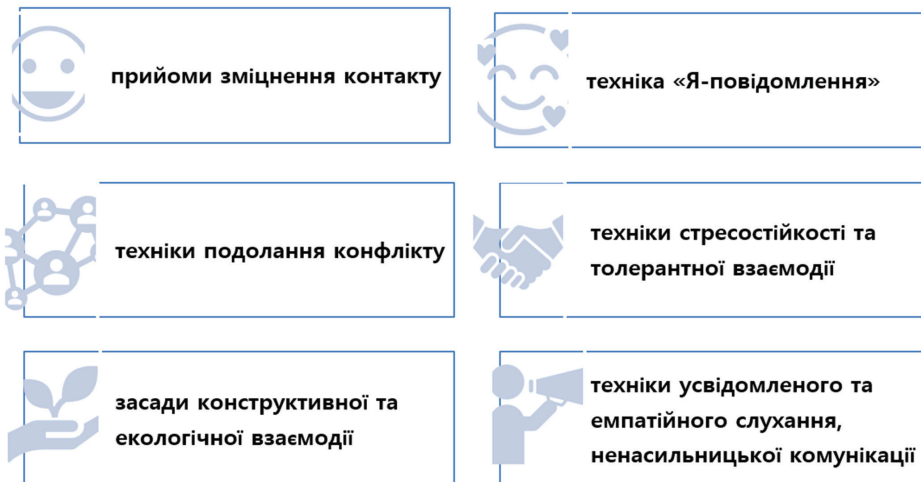 прийоми зміцнення контакту
техніка «Я-повідомлення»
техніки подолання конфлікту
техніки стресостійкості та
толерантної взаємодії
засади конструктивної та
екологічної взаємодії
техніки усвідомленого та
емпатійного слухання,
ненасильницької комунікації